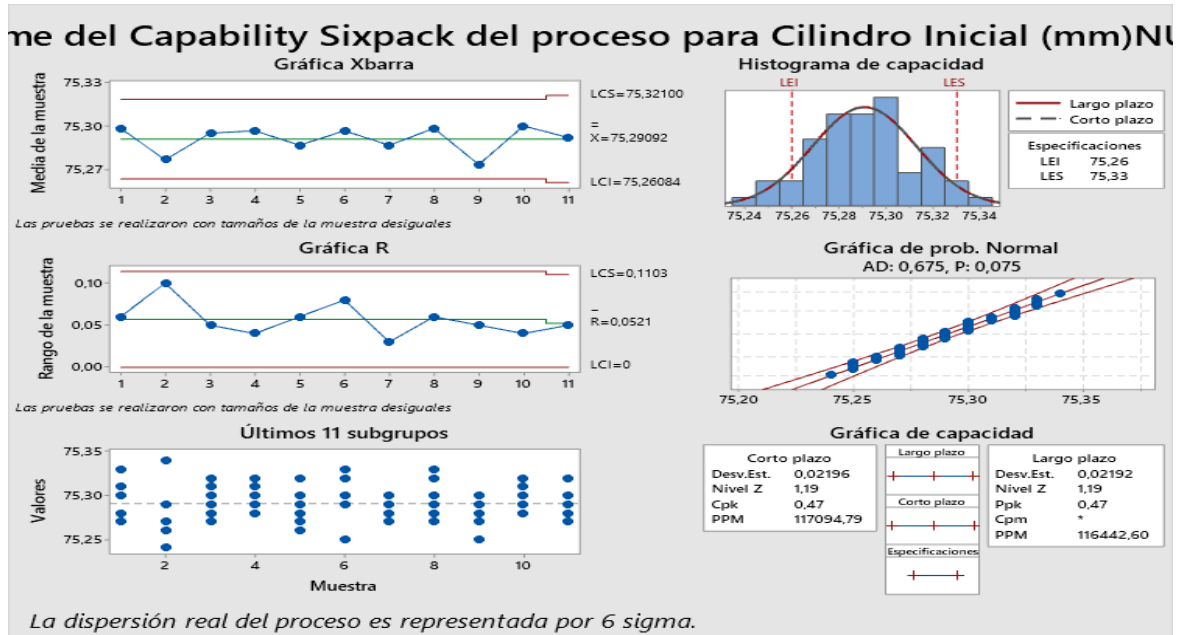 me del Capability Sixpack del proceso para Cilindro Inicial (mm)NU
Gráfica Xbarra
Media de la muestra
75,33
75,30
75,27
1 2 3 4 5 6 7 8 9 10 11
LCS=75,32100
X=75,29092
LCI=75,26084
Las pruebas se realizaron con tamaños de la muestra desiguales
Histograma de capacidad
LEI LES
75,24 75,26 75,28 75,30 75,32 75,34
Largo plazo
Corto plazo
Especificaciones
LEI 75,26
LES 75,33
Gráfica R
Rango de la muestra
0,10
0,05
0,00
1 2 3 4 5 6 7 8 9 10 11
LCS=0,1103
R=0,0521
LCI=0
Las pruebas se realizaron con tamaños de la muestra desiguales
Gráfica de prob. Normal
AD: 0,675, P: 0,075
75,20 75,25 75,30 75,35
Últimos 11 subgrupos
Valores
75,35
75,30
75,25
2 4 6 8 10
Muestra
Gráfica de capacidad
Corto plazo
Desv.Est. 0,02196
Nivel Z 1,19
Cpk 0,47
PPM 117094,79
Largo plazo
Corto plazo
Especificaciones
Largo plazo
Desv.Est. 0,02192
Nivel Z 1,19
Ppk 0,47
Cpm *
PPM 116442,60
La dispersión real del proceso es representada por 6 sigma.